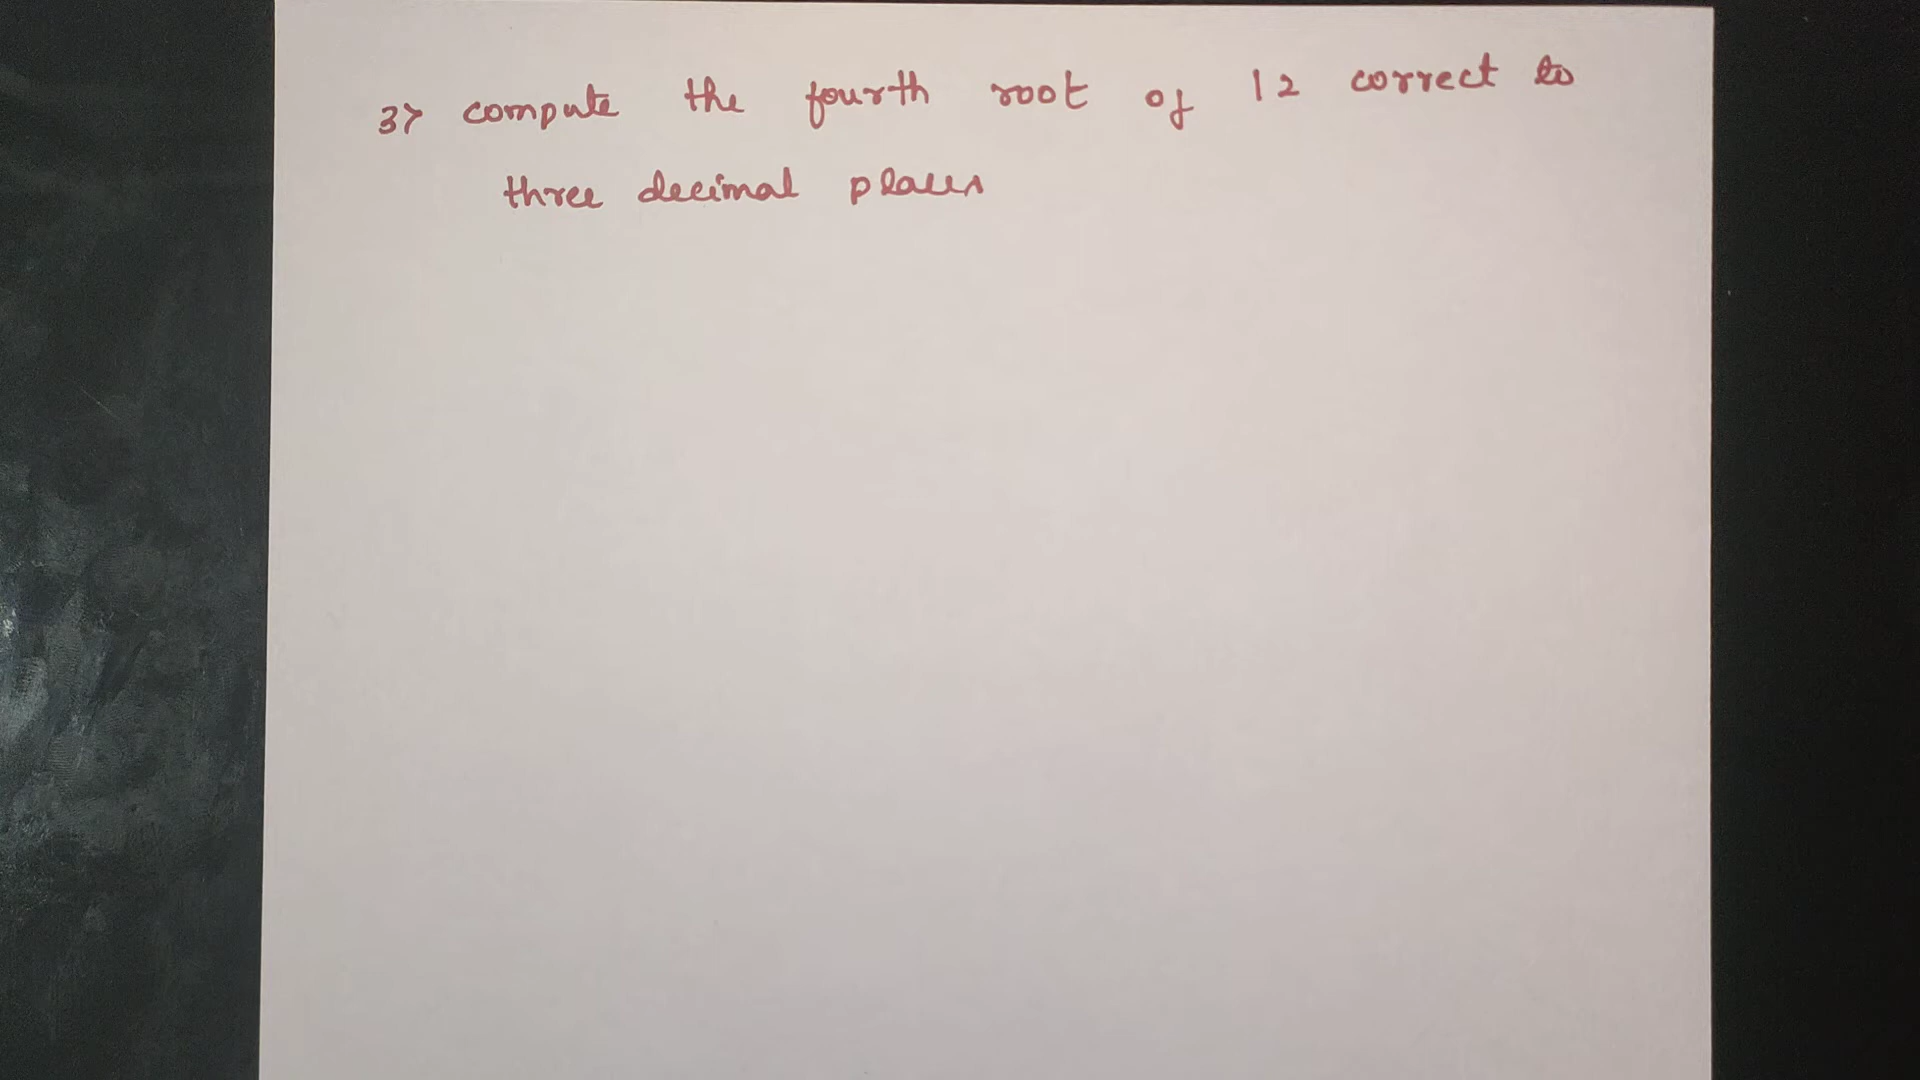 3> compute the fourth root of 12 correct to
three decimal places